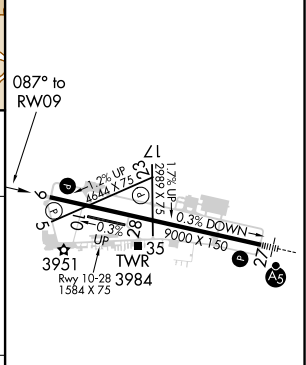 087° to
RW09
P
1.2% UP
4644 X 75
23
17
P
1.7% UP
2989 X 75
9
5
P
10
0.3%
UP
28
35
0.3% DOWN
9000 X 150
P
27
A5
3951
TWR
3984
Rwy 10-28
1584 X 75